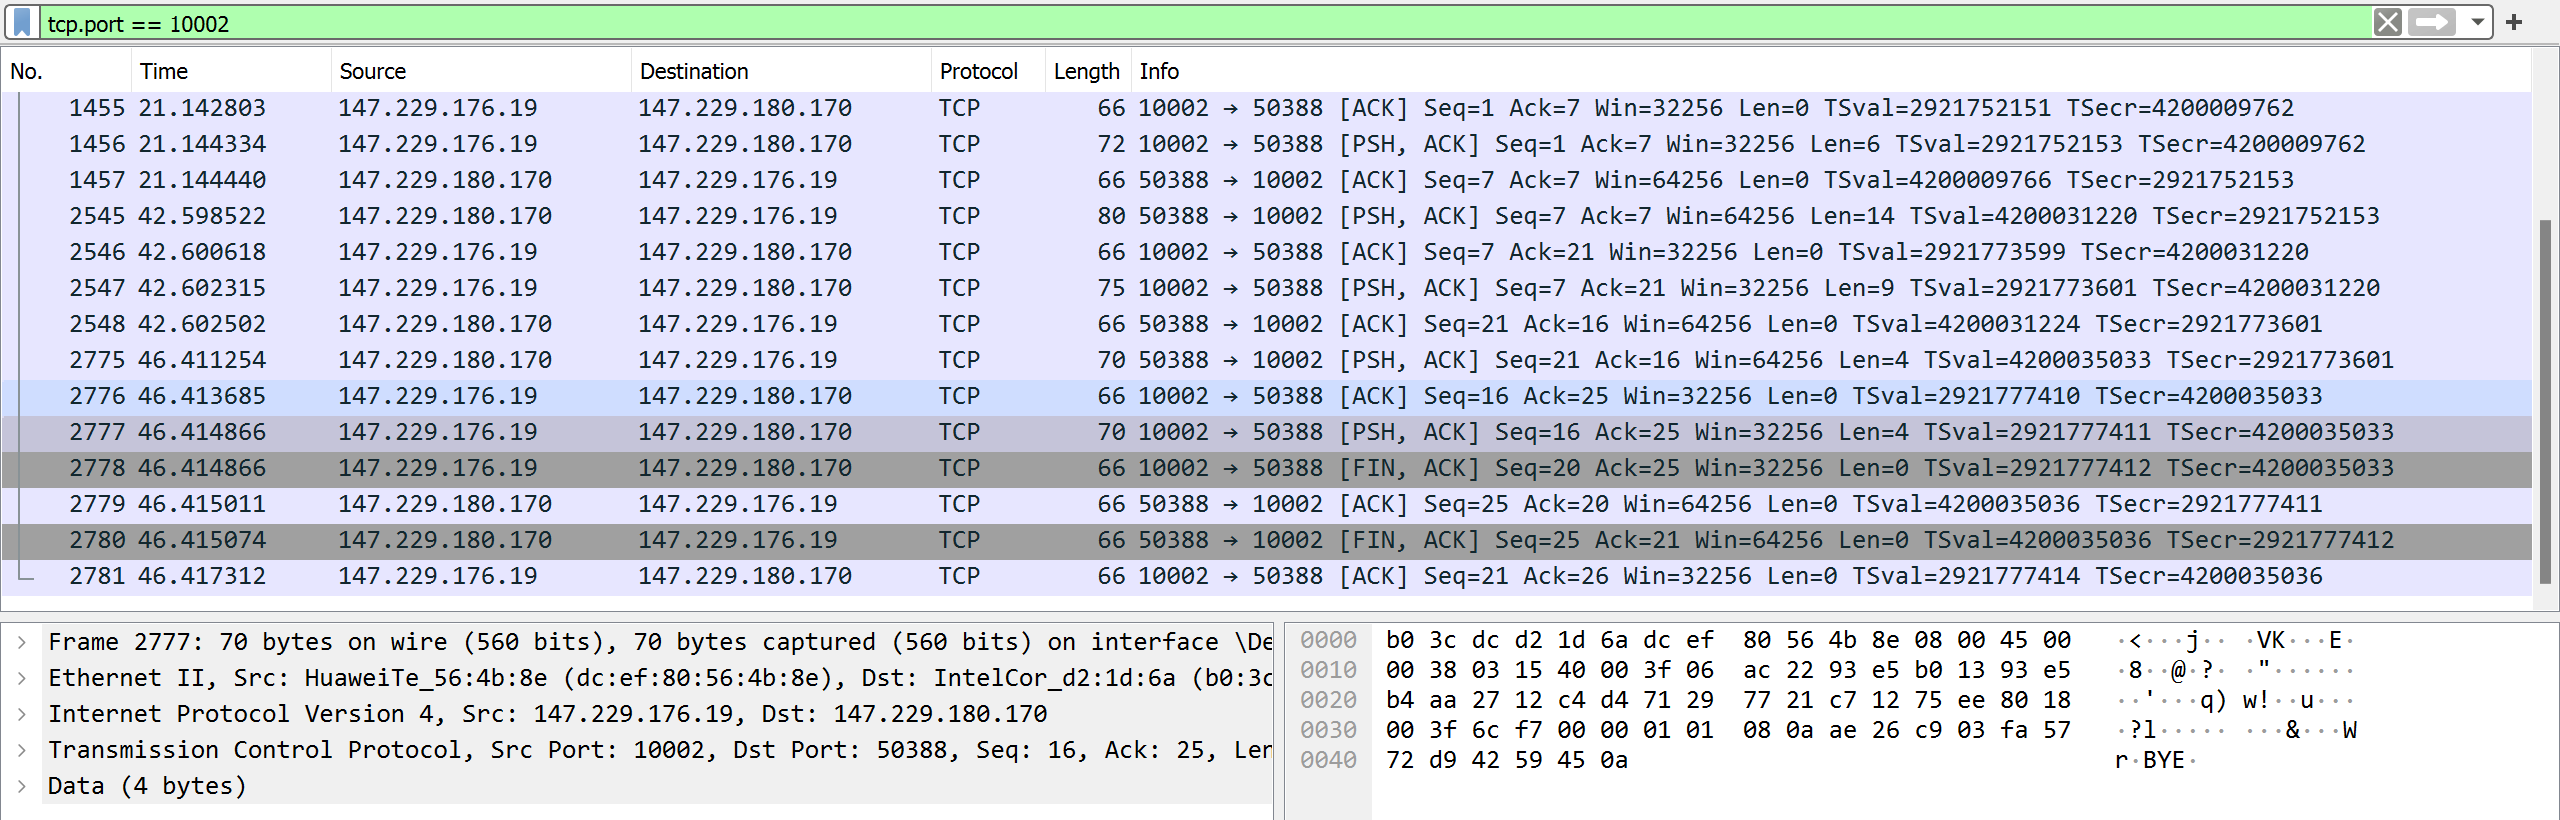 tcp.port == 10002
No. Time Source Destination Protocol Length Info
1455 21.142803 147.229.176.19 147.229.180.170 TCP 66 10002 → 50388 [ACK] Seq=1 Ack=7 Win=32256 Len=0 TSval=2921752151 TSecr=4200009762
1456 21.144334 147.229.176.19 147.229.180.170 TCP 72 10002 → 50388 [PSH, ACK] Seq=1 Ack=7 Win=32256 Len=6 TSval=2921752153 TSecr=4200009762
1457 21.144440 147.229.180.170 147.229.176.19 TCP 66 50388 → 10002 [ACK] Seq=7 Ack=7 Win=64256 Len=0 TSval=4200009766 TSecr=2921752153
2545 42.598522 147.229.180.170 147.229.176.19 TCP 80 50388 → 10002 [PSH, ACK] Seq=7 Ack=7 Win=64256 Len=14 TSval=4200031220 TSecr=2921752153
2546 42.600618 147.229.176.19 147.229.180.170 TCP 66 10002 → 50388 [ACK] Seq=7 Ack=21 Win=32256 Len=0 TSval=2921773599 TSecr=4200031220
2547 42.602315 147.229.176.19 147.229.180.170 TCP 75 10002 → 50388 [PSH, ACK] Seq=7 Ack=21 Win=32256 Len=9 TSval=2921773601 TSecr=4200031220
2548 42.602502 147.229.180.170 147.229.176.19 TCP 66 50388 → 10002 [ACK] Seq=21 Ack=16 Win=64256 Len=0 TSval=4200031224 TSecr=2921773601
2775 46.411254 147.229.180.170 147.229.176.19 TCP 70 50388 → 10002 [PSH, ACK] Seq=21 Ack=16 Win=64256 Len=4 TSval=4200035033 TSecr=2921773601
2776 46.413685 147.229.176.19 147.229.180.170 TCP 66 10002 → 50388 [ACK] Seq=16 Ack=25 Win=32256 Len=0 TSval=2921777410 TSecr=4200035033
2777 46.414866 147.229.176.19 147.229.180.170 TCP 70 10002 → 50388 [PSH, ACK] Seq=16 Ack=25 Win=32256 Len=4 TSval=2921777411 TSecr=4200035033
2778 46.414866 147.229.176.19 147.229.180.170 TCP 66 10002 → 50388 [FIN, ACK] Seq=20 Ack=25 Win=32256 Len=0 TSval=2921777412 TSecr=4200035033
2779 46.415011 147.229.180.170 147.229.176.19 TCP 66 50388 → 10002 [ACK] Seq=25 Ack=20 Win=64256 Len=0 TSval=4200035036 TSecr=2921777411
2780 46.415074 147.229.180.170 147.229.176.19 TCP 66 50388 → 10002 [FIN, ACK] Seq=25 Ack=21 Win=64256 Len=0 TSval=4200035036 TSecr=2921777412
2781 46.417312 147.229.176.19 147.229.180.170 TCP 66 10002 → 50388 [ACK] Seq=21 Ack=26 Win=32256 Len=0 TSval=2921777414 TSecr=4200035036
Frame 2777: 70 bytes on wire (560 bits), 70 bytes captured (560 bits) on interface \De
Ethernet II, Src: HuaweiTe_56:4b:8e (dc:ef:80:56:4b:8e), Dst: IntelCor_d2:1d:6a (b0:3c
Internet Protocol Version 4, Src: 147.229.176.19, Dst: 147.229.180.170
Transmission Control Protocol, Src Port: 10002, Dst Port: 50388, Seq: 16, Ack: 25, Len
Data (4 bytes)
0000 b0 3c dc d2 1d 6a dc ef 80 56 4b 8e 08 00 45 00 ·<···j·· ·VK···E·
0010 00 38 03 15 40 00 3f 06 ac 22 93 e5 b0 13 93 e5 ·8··@·?· ·"······
0020 b4 aa 27 12 c4 d4 71 29 77 21 c7 12 75 ee 80 18 ··'···q) w!··u···
0030 00 3f 6c f7 00 00 01 01 08 0a ae 26 c9 03 fa 57 ·?l····· ···&···W
0040 72 d9 42 59 45 0a r·BYE·